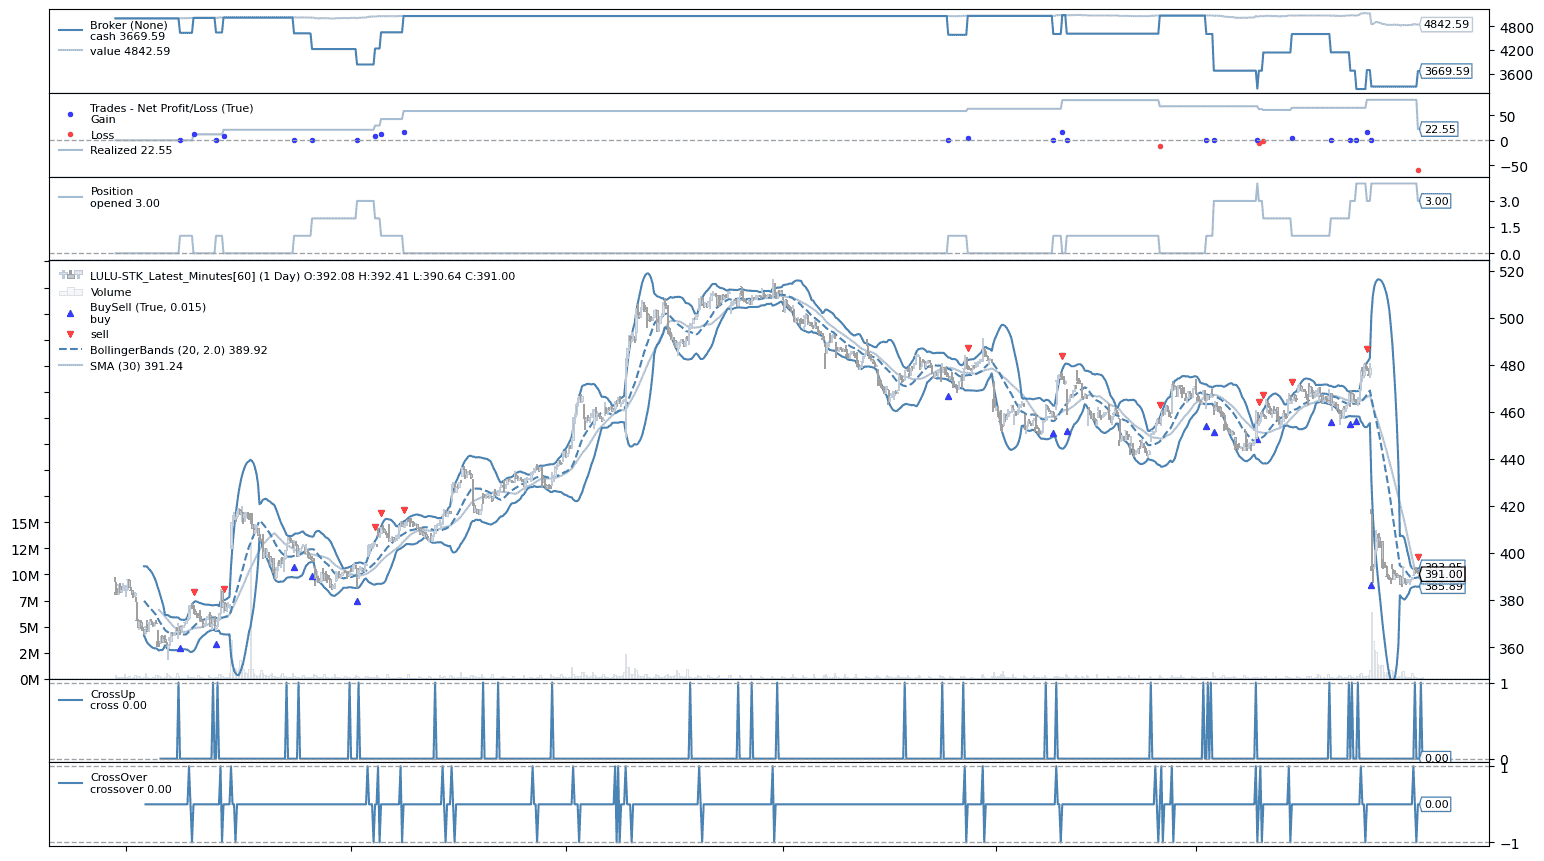 Broker (None)
cash 3669.59
value 4842.59
4842.59
3669.59
4800
4200
3600
Trades - Net Profit/Loss (True)
Gain
Loss
Realized 22.55
22.55
50
0
−50
Position
opened 3.00
3.00
3.0
1.5
0.0
LULU-STK_Latest_Minutes[60] (1 Day) O:392.08 H:392.41 L:390.64 C:391.00
Volume
BuySell (True, 0.015)
buy
sell
BollingerBands (20, 2.0) 389.92
SMA (30) 391.24
520
500
480
460
440
420
400
380
360
391.00
385.89
15M
12M
10M
7M
5M
2M
0M
CrossUp
cross 0.00
0.00
1
0
CrossOver
crossover 0.00
0.00
1
−1